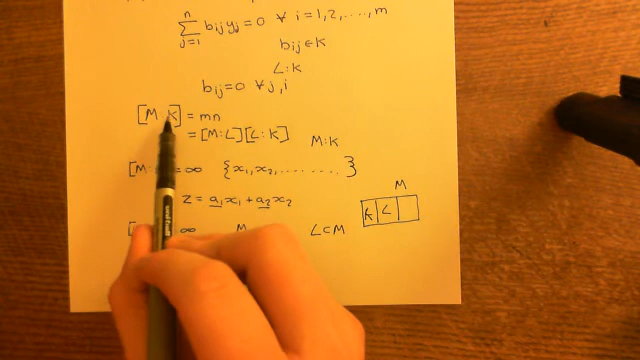 n
∑ bij yj = 0 ∀ i = 1, 2, ..., m
j=1
bij ∈ K
L:K
bij = 0 ∀ j, i
[M K] = mn
= [M:L][L:K] M:K
[M: = ∞ {x1, x2, ........ }
M
z = a1x1 + a2x2
K L
[ = ∞ M L ⊂ M